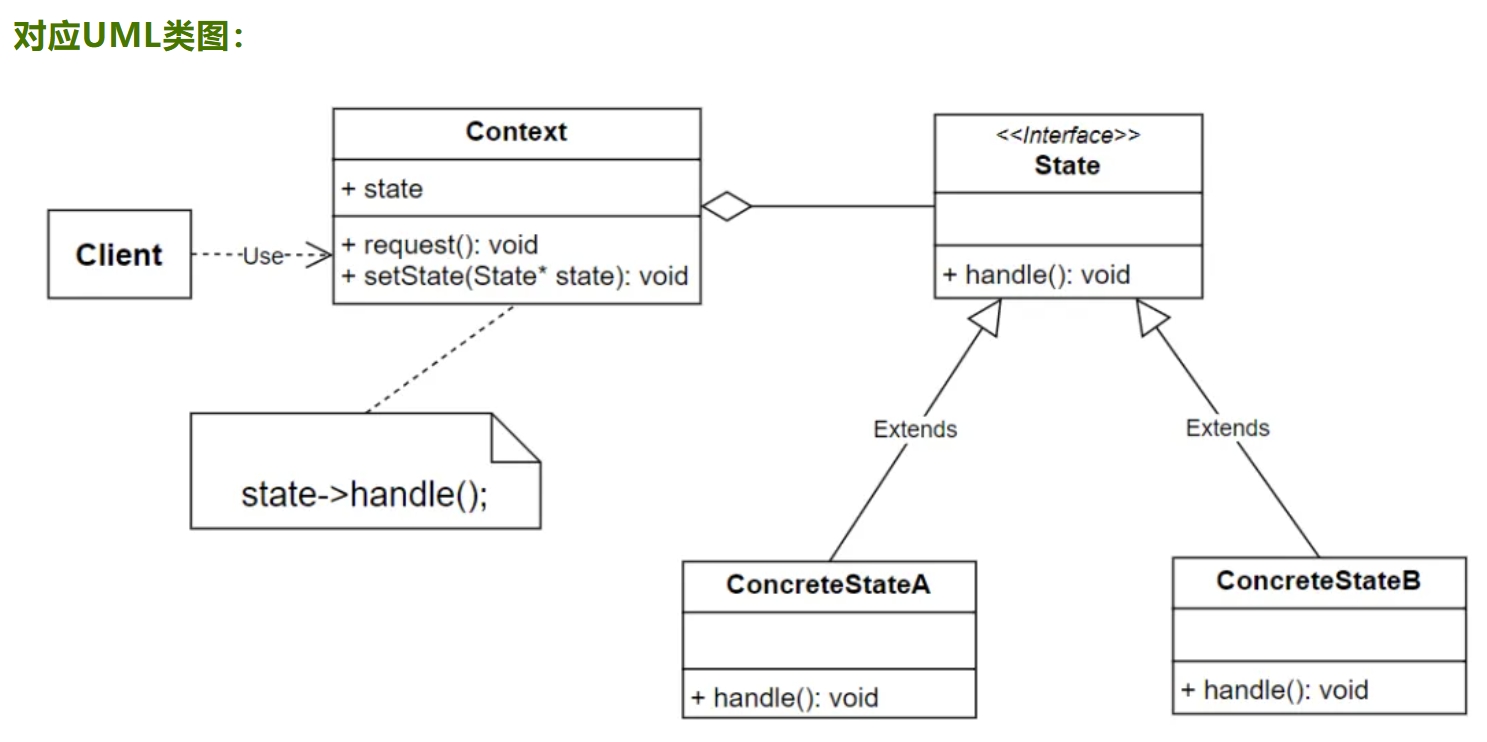 对应UML类图：
Context
+ state
+ request(): void
+ setState(State* state): void
<<Interface>>
State
+ handle(): void
Client
Use
state->handle();
Extends
Extends
ConcreteStateA
+ handle(): void
ConcreteStateB
+ handle(): void